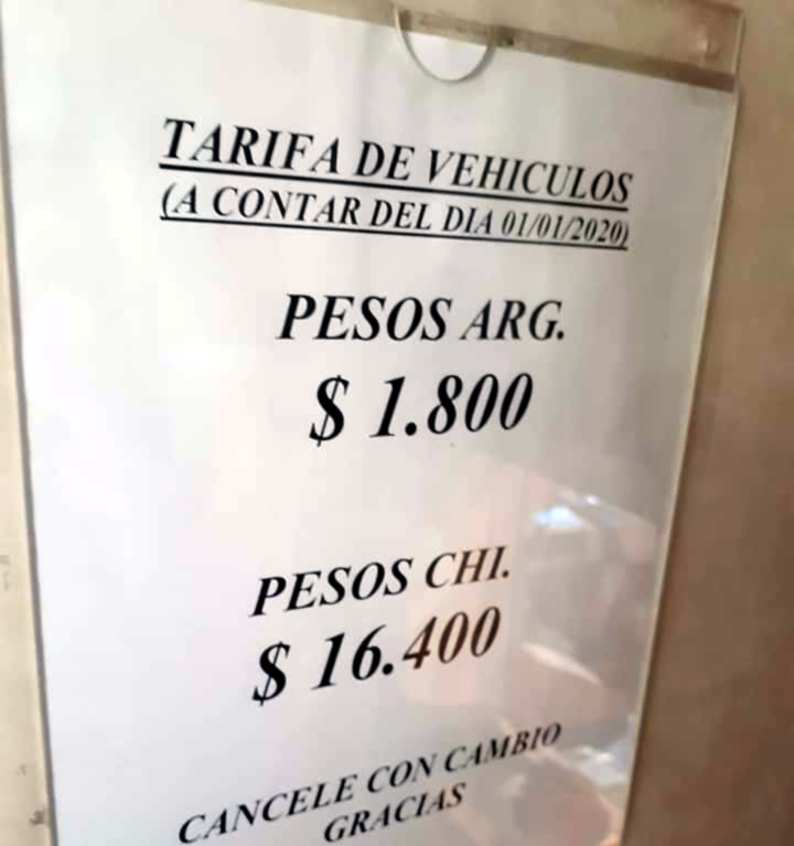 TARIFA DE VEHICULOS
(A CONTAR DEL DIA 01/01/2020)
PESOS ARG.
$ 1.800
PESOS CHI.
$ 16.400
CANCELE CON CAMBIO
GRACIAS